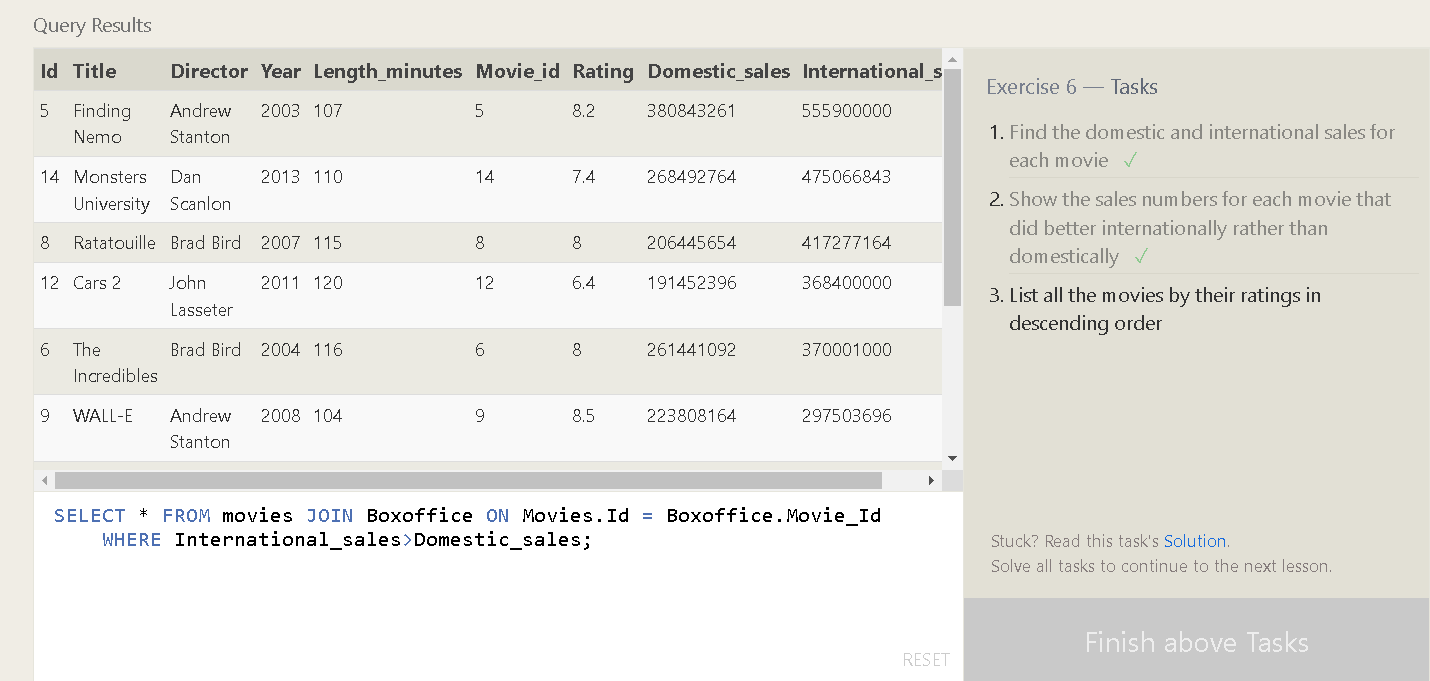 Query Results
Id Title Director Year Length_minutes Movie_id Rating Domestic_sales International_s
5 Finding Nemo Andrew Stanton 2003 107 5 8.2 380843261 555900000
14 Monsters University Dan Scanlon 2013 110 14 7.4 268492764 475066843
8 Ratatouille Brad Bird 2007 115 8 8 206445654 417277164
12 Cars 2 John Lasseter 2011 120 12 6.4 191452396 368400000
6 The Incredibles Brad Bird 2004 116 6 8 261441092 370001000
9 WALL-E Andrew Stanton 2008 104 9 8.5 223808164 297503696
SELECT * FROM movies JOIN Boxoffice ON Movies.Id = Boxoffice.Movie_Id
WHERE International_sales>Domestic_sales;
RESET
Exercise 6 — Tasks
1. Find the domestic and international sales for
each movie ✓
2. Show the sales numbers for each movie that
did better internationally rather than
domestically ✓
3. List all the movies by their ratings in
descending order
Stuck? Read this task's Solution.
Solve all tasks to continue to the next lesson.
Finish above Tasks